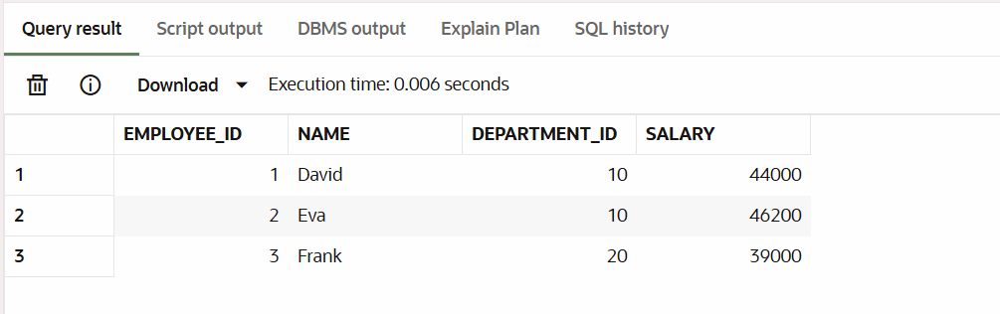 Query result Script output DBMS output Explain Plan SQL history
Download Execution time: 0.006 seconds
EMPLOYEE_ID NAME DEPARTMENT_ID SALARY
1 1 David 10 44000
2 2 Eva 10 46200
3 3 Frank 20 39000